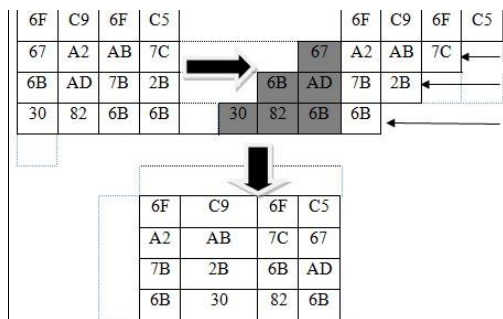 6F C9 6F C5 6F C9 6F C5
67 A2 AB 7C 67 A2 AB 7C
6B AD 7B 2B 6B AD 7B 2B
30 82 6B 6B 30 82 6B 6B
6F C9 6F C5
A2 AB 7C 67
7B 2B 6B AD
6B 30 82 6B